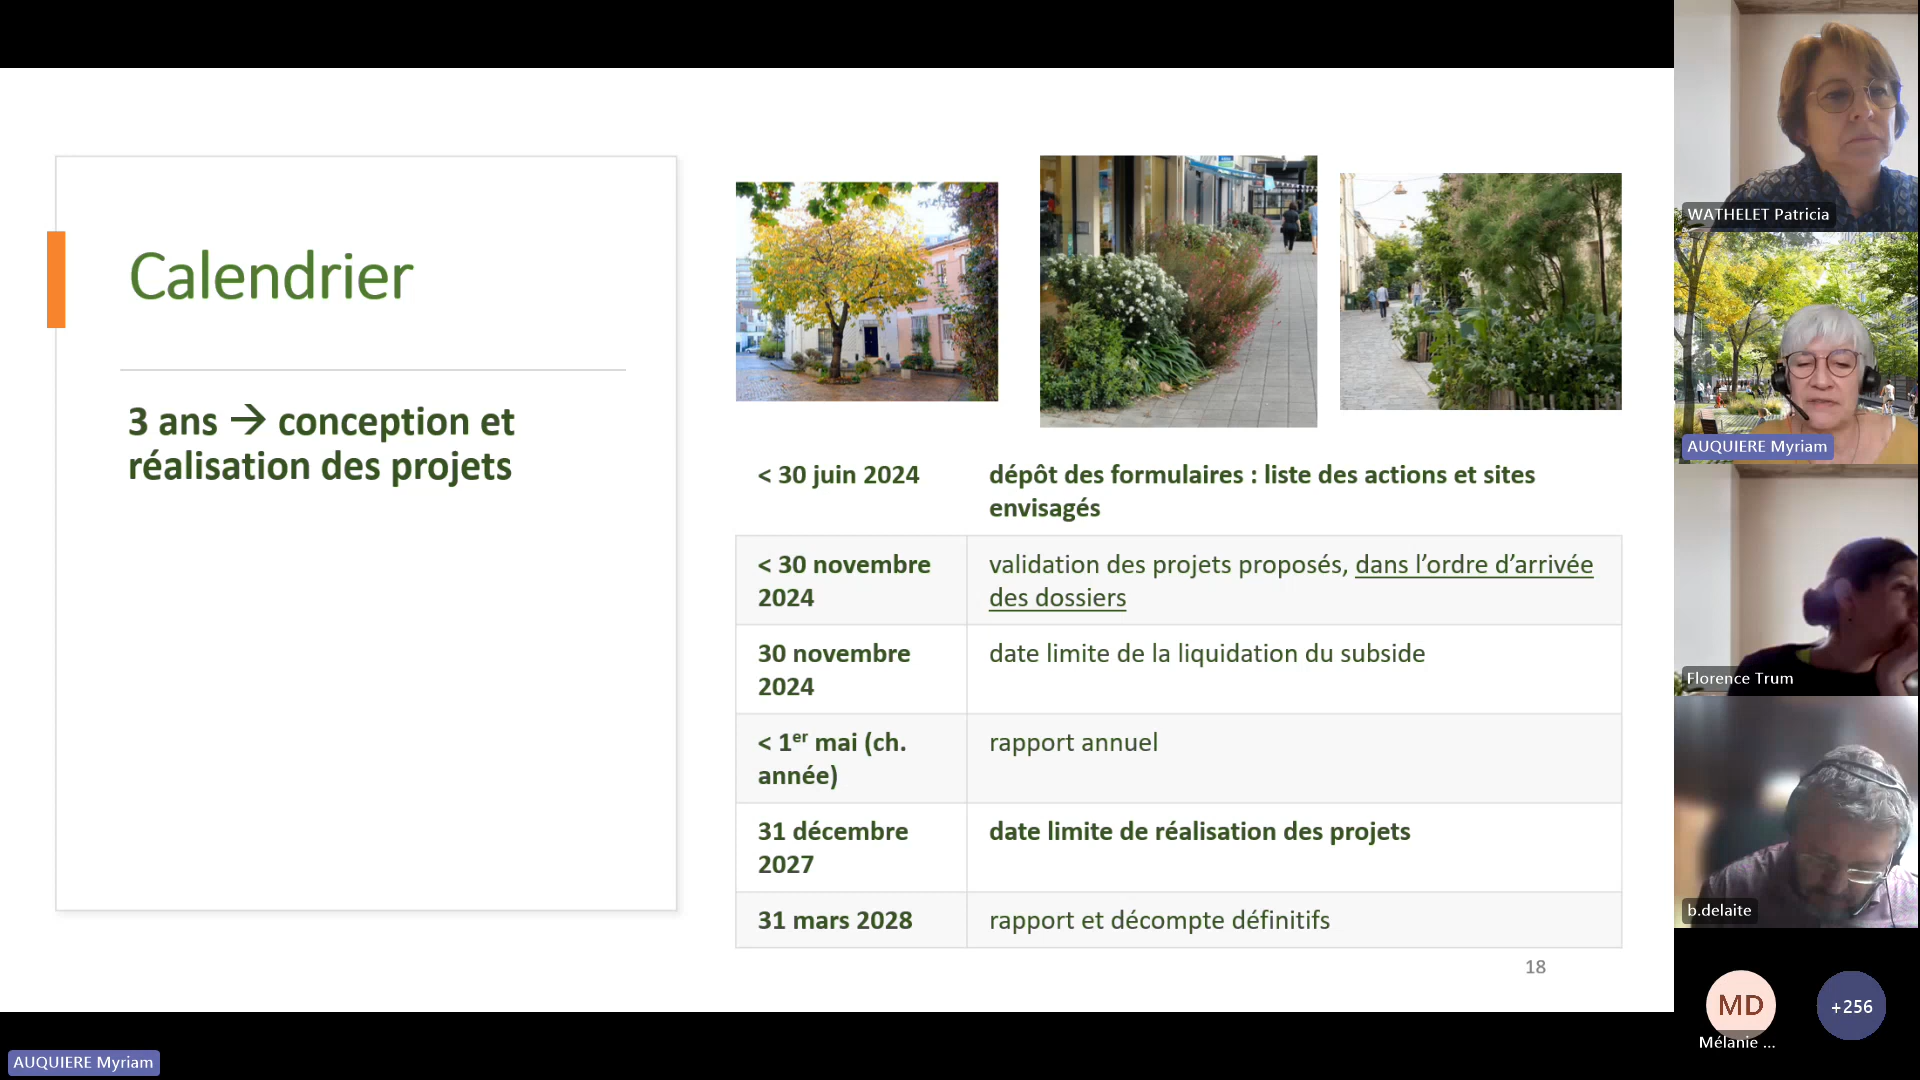 Calendrier
3 ans → conception et
réalisation des projets
< 30 juin 2024
dépôt des formulaires : liste des actions et sites
envisagés
< 30 novembre
2024
validation des projets proposés, dans l’ordre d’arrivée
des dossiers
30 novembre
2024
date limite de la liquidation du subside
< 1er mai (ch.
année)
rapport annuel
31 décembre
2027
date limite de réalisation des projets
31 mars 2028
rapport et décompte définitifs
18
WATHELET Patricia
AUQUIERE Myriam
Florence Trum
b.delaite
MD
Mélanie ...
+256
AUQUIERE Myriam